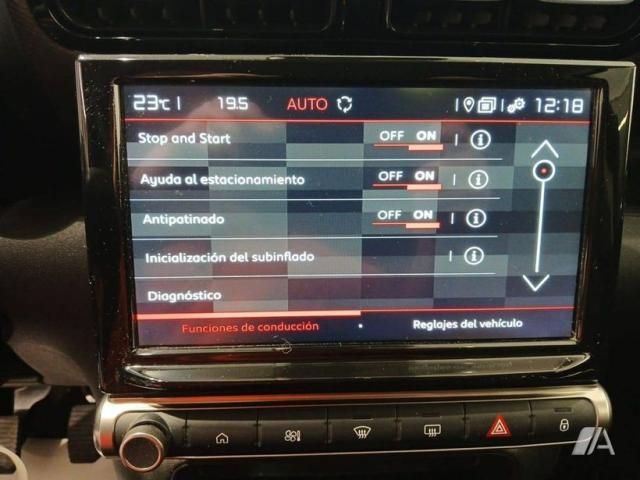 23°C 19.5 AUTO 12:18
Stop and Start OFF ON i
Ayuda al estacionamiento OFF ON i
Antipatinado OFF ON i
Inicialización del subinflado i
Diagnóstico
Funciones de conducción Reglajes del vehículo